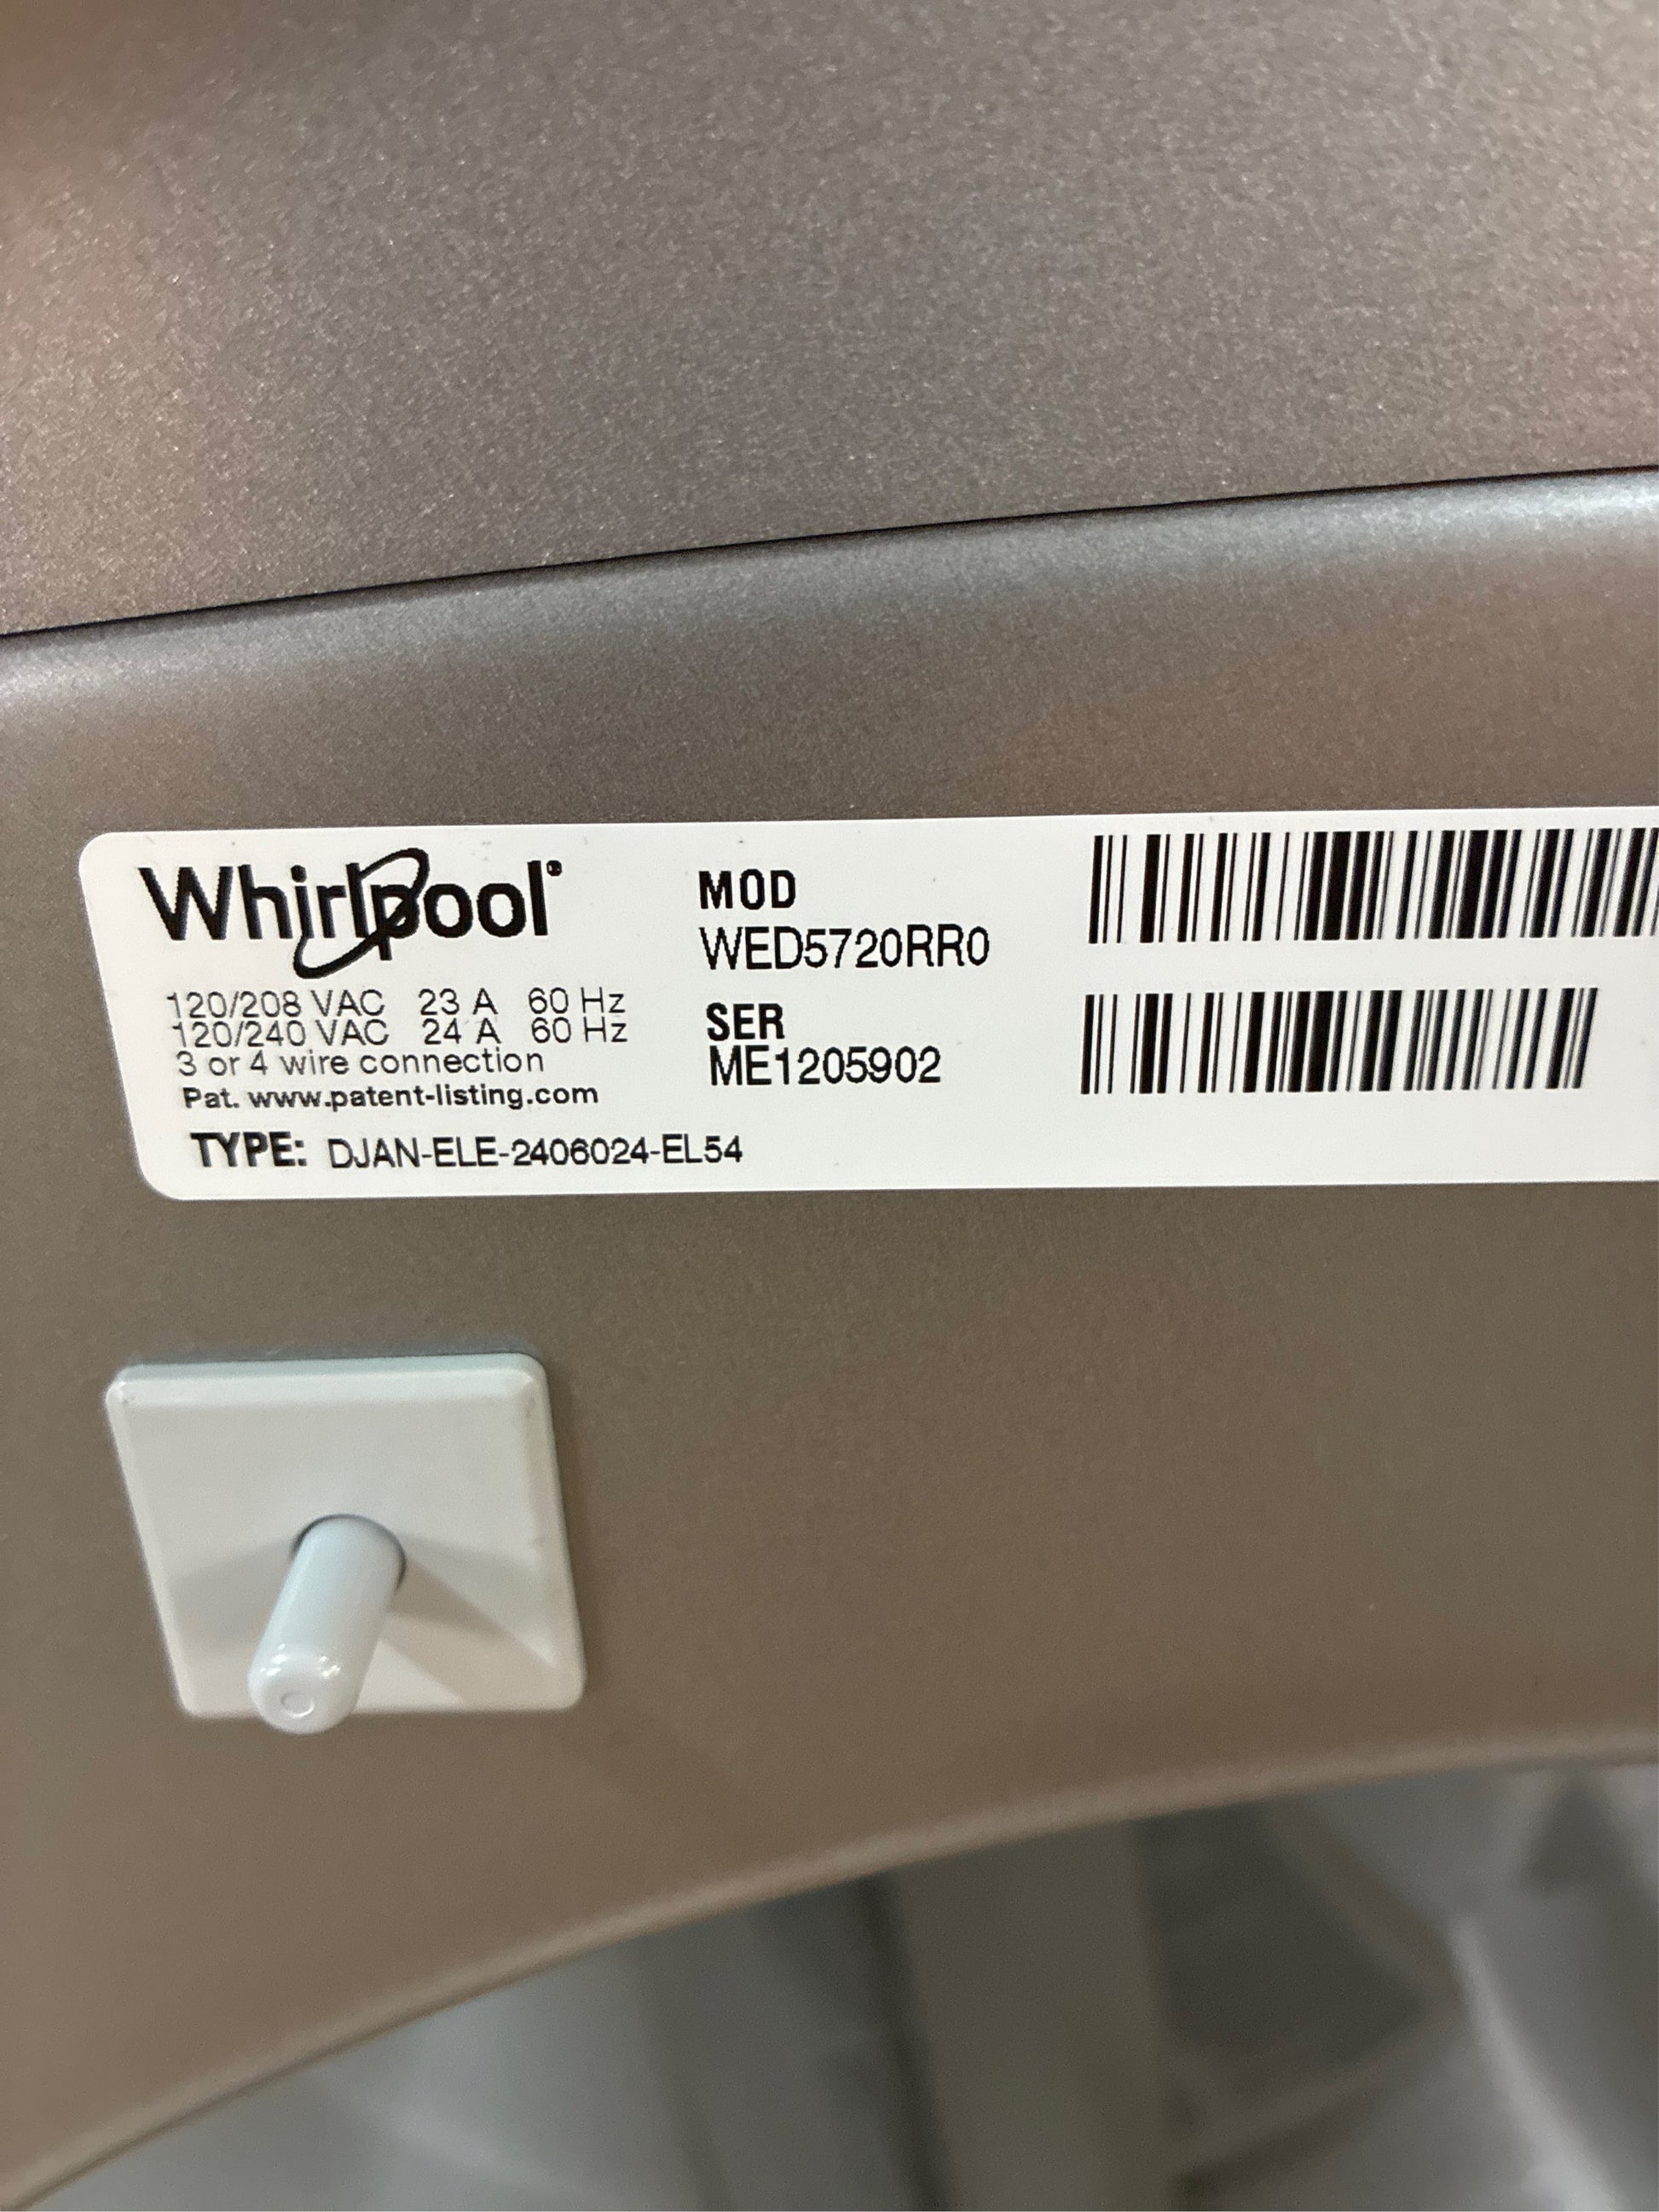 Whirlpool®
120/208 VAC 23 A 60 Hz
120/240 VAC 24 A 60 Hz
3 or 4 wire connection
Pat. www.patent-listing.com
TYPE: DJAN-ELE-2406024-EL54
MOD
WED5720RR0
SER
ME1205902